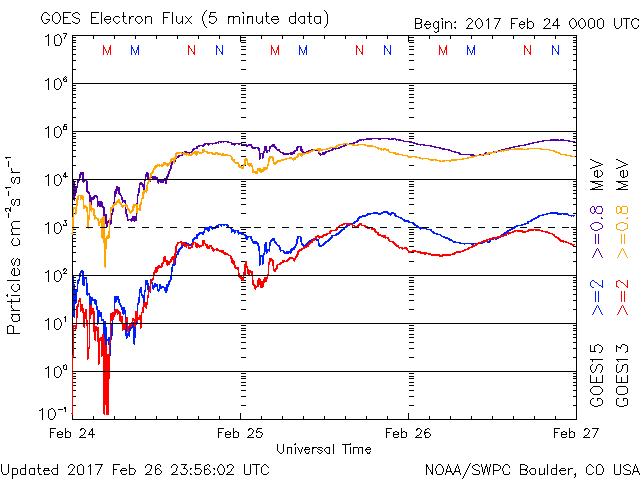 GOES Electron Flux (5 minute data)
Begin: 2017 Feb 24 0000 UTC
M M N N M M N N M M N N
10⁷
10⁶
10⁵
10⁴
10³
10²
10¹
10⁰
10⁻¹
Particles cm⁻²s⁻¹sr⁻¹
Feb 24 Feb 25 Feb 26 Feb 27
Universal Time
GOES15 >=2 >=0.8 MeV
GOES13 >=2 >=0.8 MeV
Updated 2017 Feb 26 23:56:02 UTC
NOAA/SWPC Boulder, CO USA